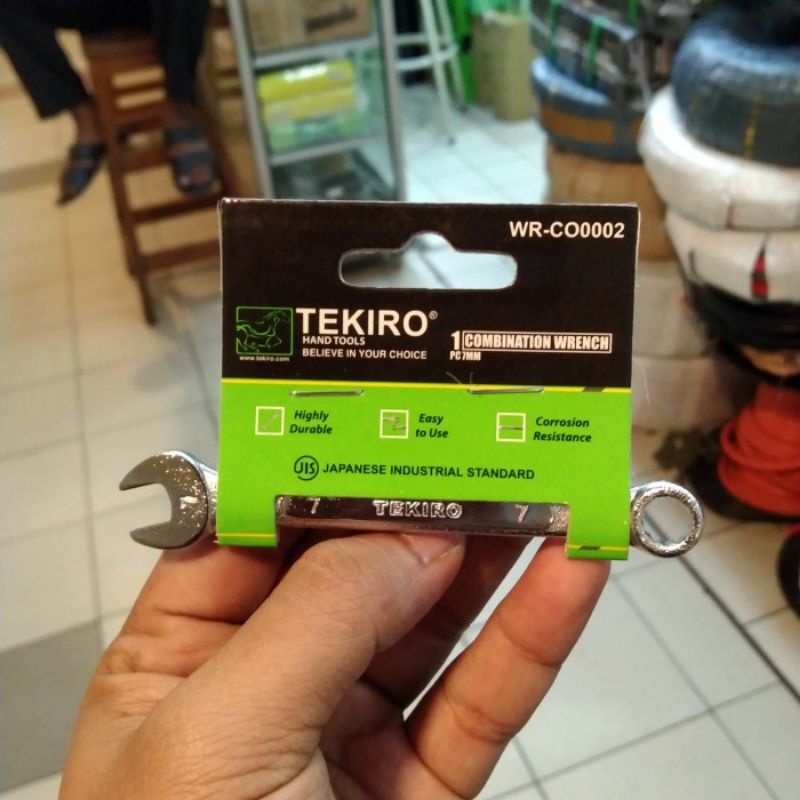 WR-CO0002
TEKIRO®
HAND TOOLS
BELIEVE IN YOUR CHOICE
www.tekiro.com
1 COMBINATION WRENCH
PC 7MM
Highly
Durable
Easy
to Use
Corrosion
Resistance
JIS JAPANESE INDUSTRIAL STANDARD
7 TEKIRO 7
7